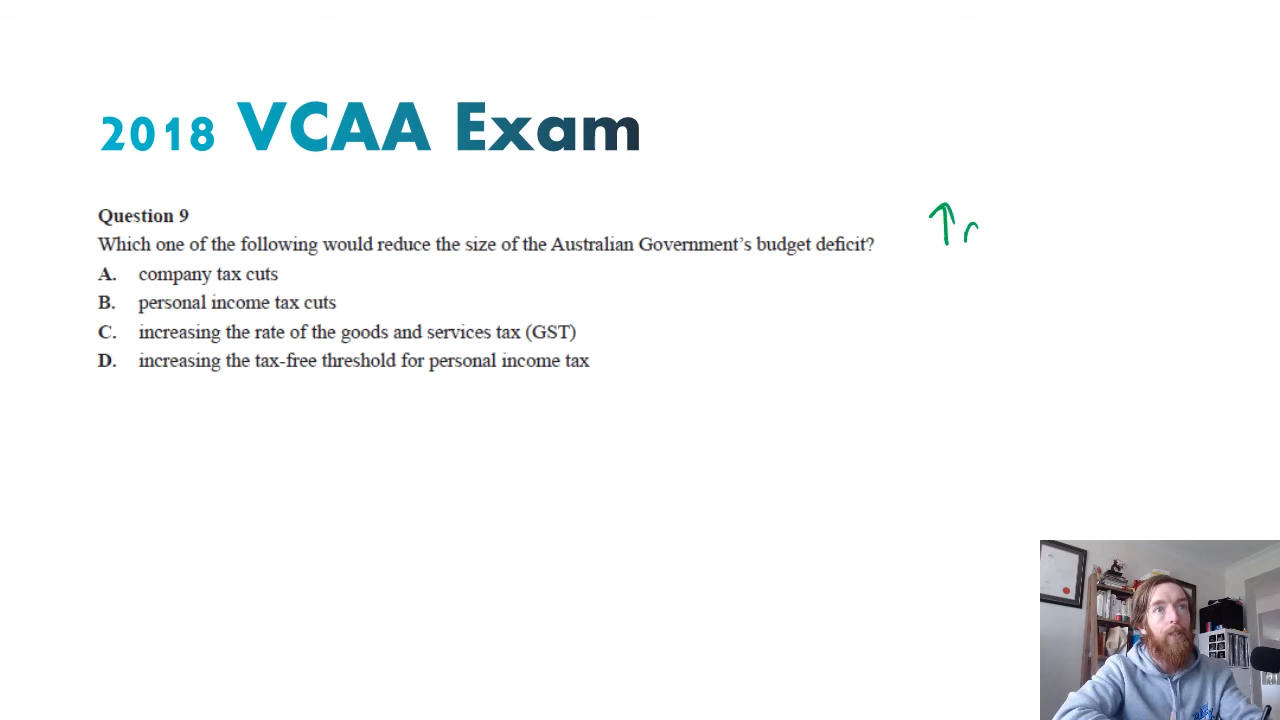 2018 VCAA Exam
Question 9
Which one of the following would reduce the size of the Australian Government's budget deficit?
↑ r
A. company tax cuts
B. personal income tax cuts
C. increasing the rate of the goods and services tax (GST)
D. increasing the tax-free threshold for personal income tax